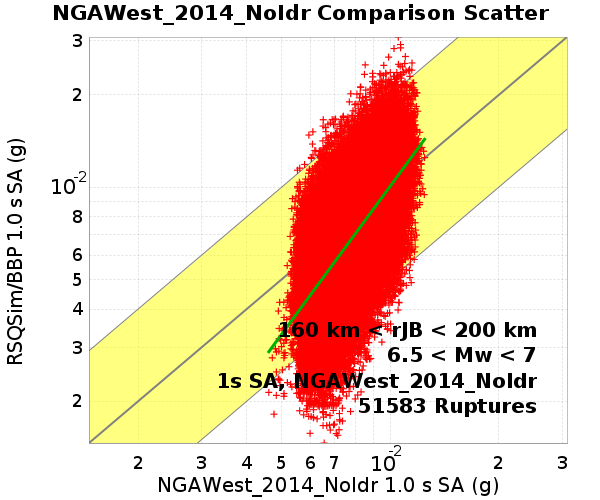 NGAWest_2014_NoIdr Comparison Scatter
RSQSim/BBP 1.0 s SA (g)
3
2
10-2
8
6
5
4
3
2
160 km < rJB < 200 km
6.5 < Mw < 7
1s SA, NGAWest_2014_NoIdr
51583 Ruptures
2 3 4 5 6 7 10-2 2 3
NGAWest_2014_NoIdr 1.0 s SA (g)